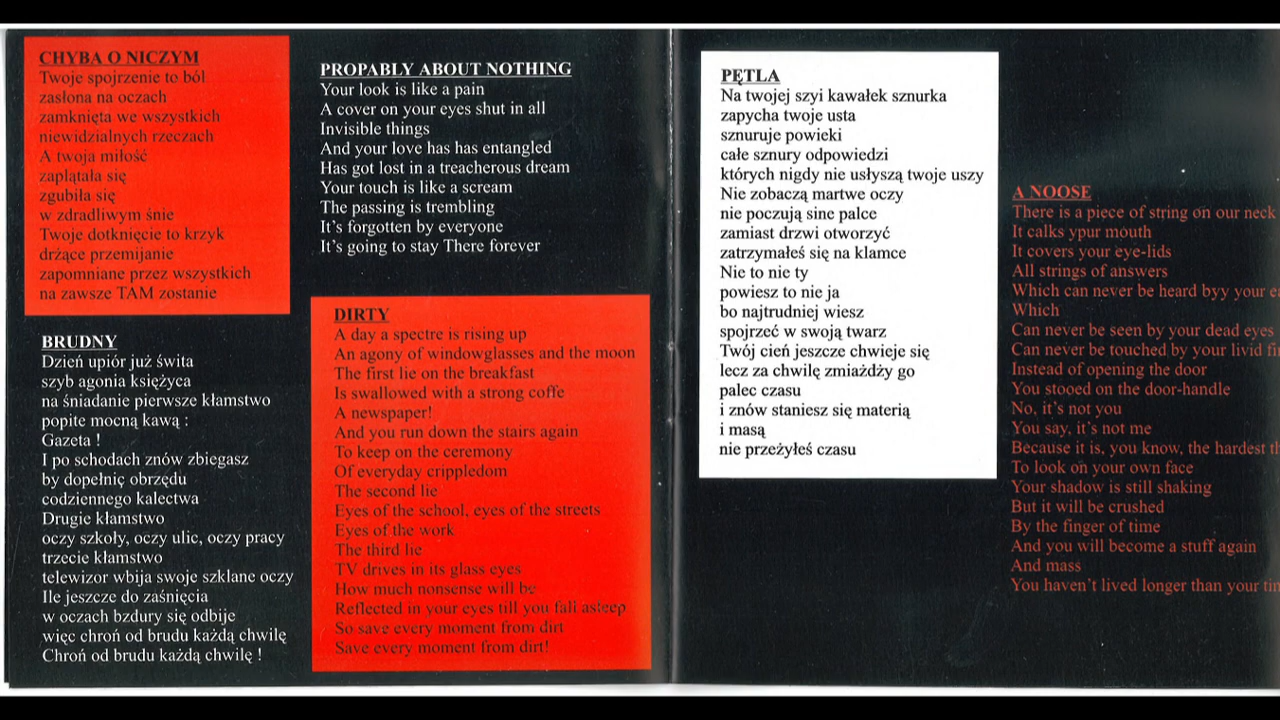 CHYBA O NICZYM
Twoje spojrzenie to ból
zasłona na oczach
zamknięta we wszystkich
niewidzialnych rzeczach
A twoja miłość
zaplątała się
zgubiła się
w zdradliwym śnie
Twoje dotknięcie to krzyk
drżące przemijanie
zapomniane przez wszystkich
na zawsze TAM zostanie
BRUDNY
Dzień upiór już świta
szyb agonia księżyca
na śniadanie pierwsze kłamstwo
popite mocną kawą :
Gazeta !
I po schodach znów zbiegasz
by dopełnić obrzędu
codziennego kalectwa
Drugie kłamstwo
oczy szkoły, oczy ulic, oczy pracy
trzecie kłamstwo
telewizor wbija swoje szklane oczy
Ile jeszcze do zaśnięcia
w oczach bzdury się odbije
więc chroń od brudu każdą chwilę
Chroń od brudu każdą chwilę !
PROPABLY ABOUT NOTHING
Your look is like a pain
A cover on your eyes shut in all
Invisible things
And your love has has entangled
Has got lost in a treacherous dream
Your touch is like a scream
The passing is trembling
It's forgotten by everyone
It's going to stay There forever
DIRTY
A day a spectre is rising up
An agony of windowglasses and the moon
The first lie on the breakfast
Is swallowed with a strong coffe
A newspaper!
And you run down the stairs again
To keep on the ceremony
Of everyday crippledom
The second lie
Eyes of the school, eyes of the streets
Eyes of the work
The third lie
TV drives in its glass eyes
How much nonsense will be
Reflected in your eyes till you fall asteep
So save every moment from dirt
Save every moment from dirt!
PĘTLA
Na twojej szyi kawałek sznurka
zapycha twoje usta
sznuruje powieki
całe sznury odpowiedzi
których nigdy nie usłyszą twoje uszy
Nie zobaczą martwe oczy
nie poczują sine palce
zamiast drzwi otworzyć
zatrzymałeś się na klamce
Nie to nie ty
powiesz to nie ja
bo najtrudniej wiesz
spojrzeć w swoją twarz
Twój cień jeszcze chwieje się
lecz za chwilę zmiażdży go
palec czasu
i znów staniesz się materią
i masą
nie przeżyłeś czasu
A NOOSE
There is a piece of string on our neck
It calks ypur mouth
It covers your eye-lids
All strings of answers
Which can never be heard byy your
Which
Can never be seen by your dead eyes
Can never be touched by your livid
Instead of opening the door
You stooed on the door-handle
No, it's not you
You say, it's not me
Because it is, you know, the hardest
To look on your own face
Your shadow is still shaking
But it will be crushed
By the finger of time
And you will become a stuff again
And mass
You haven't lived longer than your